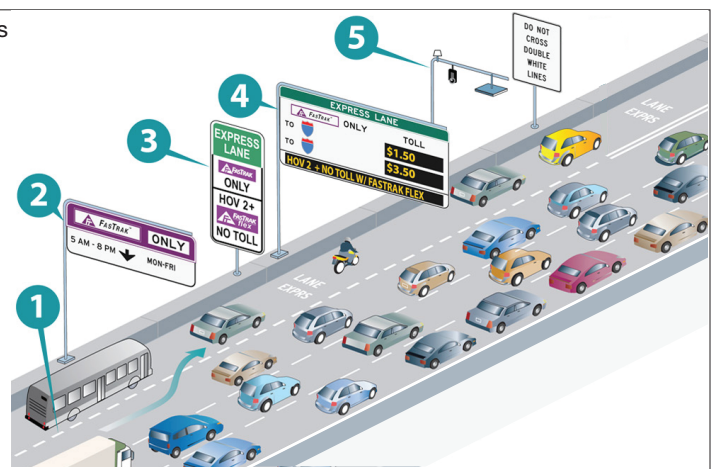 s
5
DO NOT
CROSS
DOUBLE
WHITE
LINES
4
EXPRESS LANE
FASTRAK ONLY TOLL
TO $1.50
TO $3.50
HOV 2 + NO TOLL W/ FASTRAK FLEX
3
EXPRESS
LANE
FASTRAK
ONLY
HOV 2+
FASTRAK
flex
NO TOLL
2
FASTRAK ONLY
5 AM - 8 PM MON-FRI
1
LANE
EXPRS
LANE
EXPRS